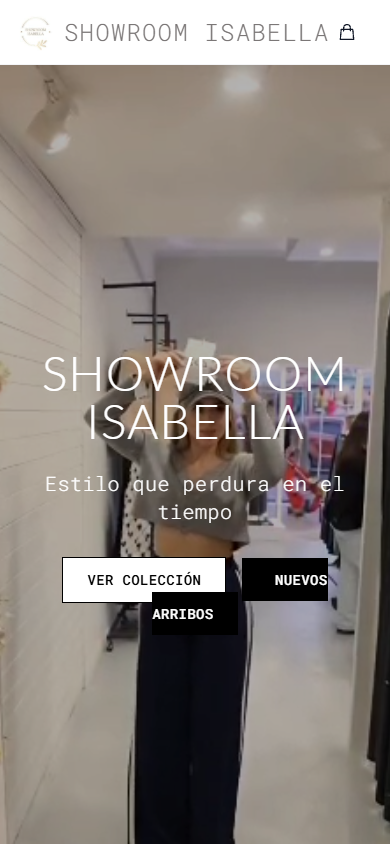 SHOWROOM ISABELLA
SHOWROOM
ISABELLA
Estilo que perdura en el
tiempo
VER COLECCIÓN
NUEVOS
ARRIBOS